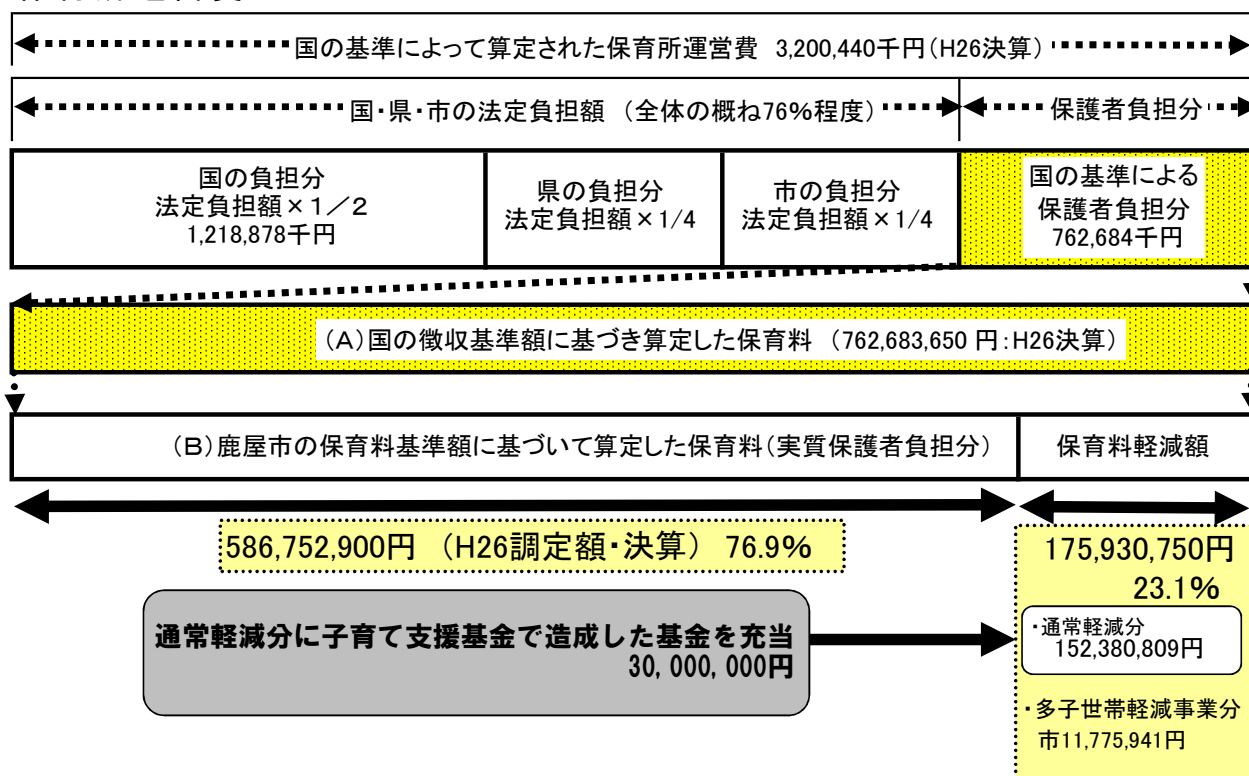 国の基準によって算定された保育所運営費 3,200,440千円(H26決算)
国・県・市の法定負担額 (全体の概ね76%程度)
保護者負担分
国の負担分
法定負担額×1/2
1,218,878千円
県の負担分
法定負担額×1/4
市の負担分
法定負担額×1/4
国の基準による
保護者負担分
762,684千円
(A)国の徴収基準額に基づき算定した保育料 (762,683,650 円:H26決算)
(B)鹿屋市の保育料基準額に基づいて算定した保育料(実質保護者負担分)
保育料軽減額
586,752,900円 (H26調定額・決算) 76.9%
175,930,750円
23.1%
通常軽減分に子育て支援基金で造成した基金を充当
30,000,000円
・通常軽減分
152,380,809円
・多子世帯軽減事業分
市11,775,941円